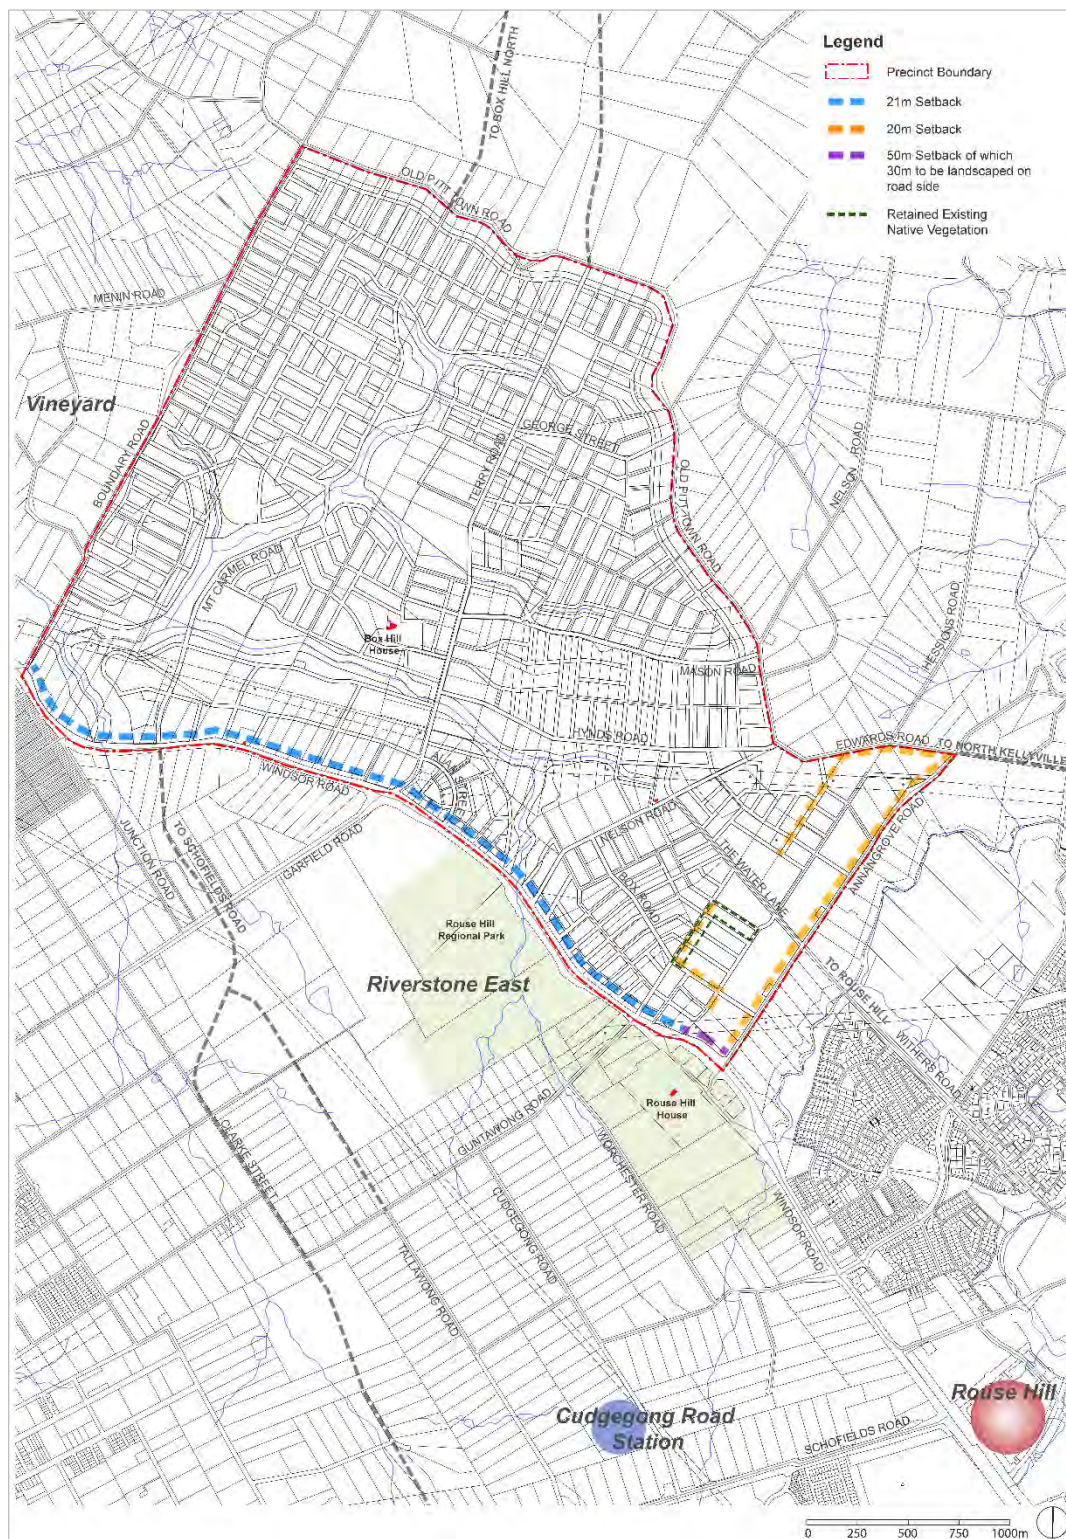 Legend
Precinct Boundary
21m Setback
20m Setback
50m Setback of which
30m to be landscaped on
road side
Retained Existing
Native Vegetation
TO BOX HILL NORTH
OLD PITT TOWN ROAD
MENIN ROAD
Vineyard
BOUNDARY ROAD
GEORGE STREET
TERRY ROAD
NELSON ROAD
OLD PITT TOWN ROAD
MT CARMEL ROAD
HESSONS ROAD
Box Hill
House
MASON ROAD
HYNDS ROAD
EDWARDS ROAD
TO NORTH KELLYVILLE
WINDSOR ROAD
ALAN STREET
NELSON ROAD
ANNANGROVE ROAD
JUNCTION ROAD
TO SCHOFIELDS ROAD
GARFIELD ROAD
THE WATER LANE
BOX ROAD
Rouse Hill
Regional Park
Riverstone East
TO ROUSE HILL
WITHERS ROAD
Rouse Hill
House
GUNTAWONG ROAD
CLARKE STREET
WORCHESTER ROAD
CUDGEGONG ROAD
WINDSOR ROAD
TALLAWONG ROAD
Rouse Hill
Cudgegong Road
Station
SCHOFIELDS ROAD
0 250 500 750 1000m